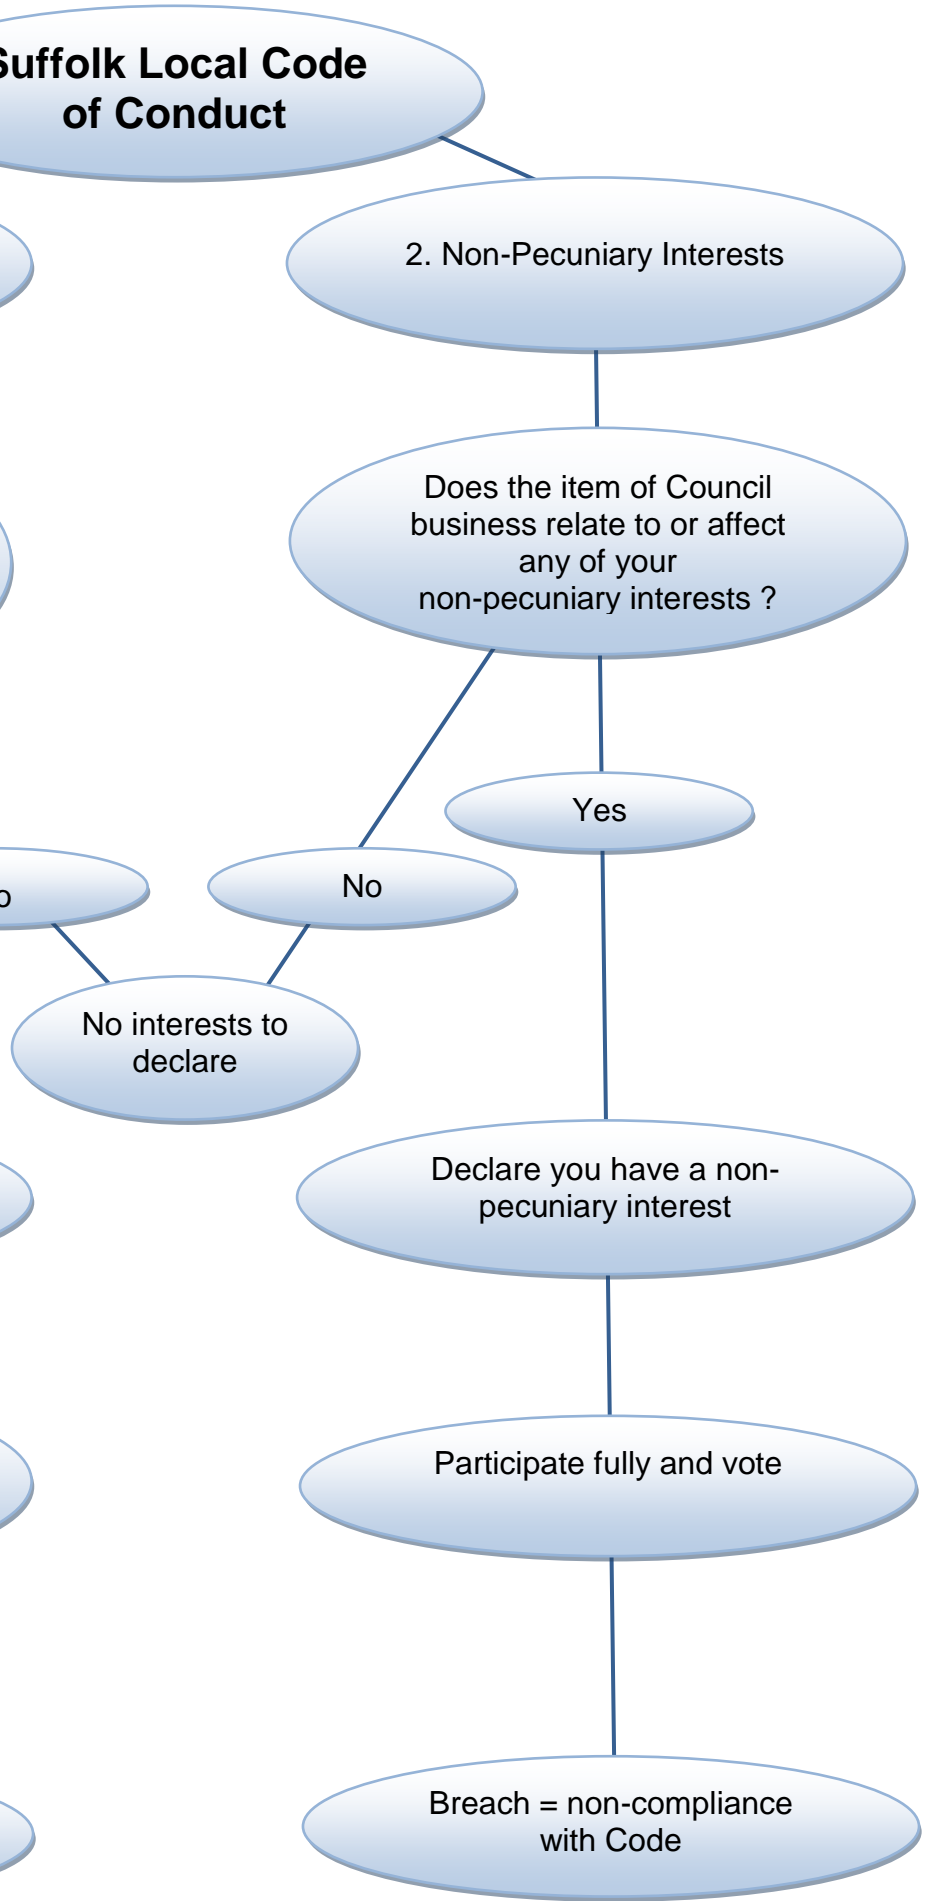 Suffolk Local Code
of Conduct
2. Non-Pecuniary Interests
Does the item of Council
business relate to or affect
any of your
non-pecuniary interests ?
Yes
No
No interests to
declare
Declare you have a non-
pecuniary interest
Participate fully and vote
Breach = non-compliance
with Code